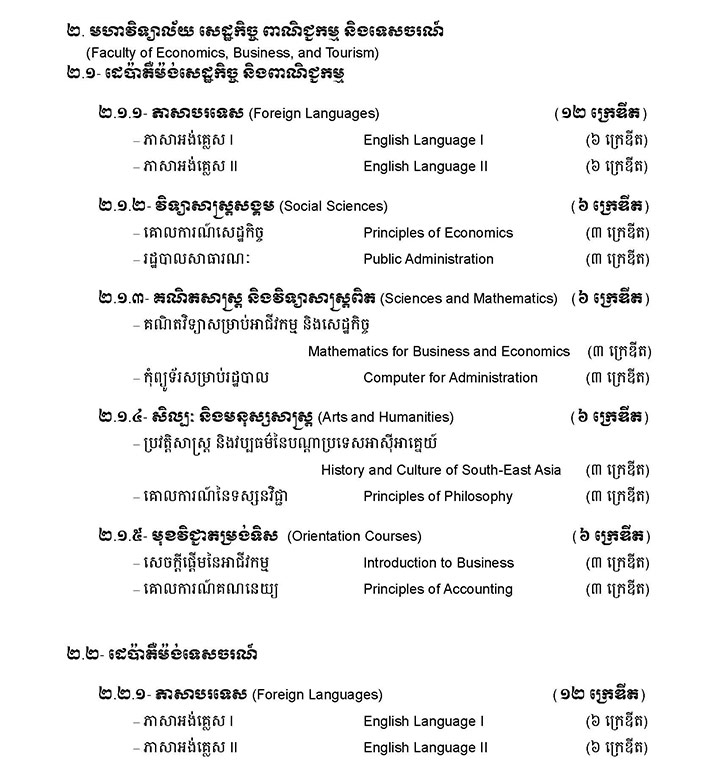 ២. មហាវិទ្យាល័យ សេដ្ឋកិច្ច ពាណិជ្ជកម្ម និងទេសចរណ៍
(Faculty of Economics, Business, and Tourism)
២.១- ដេប៉ាតឺម៉ង់សេដ្ឋកិច្ច និងពាណិជ្ជកម្ម
២.១.១- ភាសាបរទេស (Foreign Languages) (១២ ក្រេឌីត)
– ភាសាអង់គ្លេស I English Language I (៦ ក្រេឌីត)
– ភាសាអង់គ្លេស II English Language II (៦ ក្រេឌីត)
២.១.២- វិទ្យាសាស្ត្រសង្គម (Social Sciences) (៦ ក្រេឌីត)
– គោលការណ៍សេដ្ឋកិច្ច Principles of Economics (៣ ក្រេឌីត)
– រដ្ឋបាលសាធារណៈ Public Administration (៣ ក្រេឌីត)
២.១.៣- គណិតសាស្ត្រ និងវិទ្យាសាស្ត្រពិត (Sciences and Mathematics) (៦ ក្រេឌីត)
– គណិតវិទ្យាសម្រាប់អាជីវកម្ម និងសេដ្ឋកិច្ច
Mathematics for Business and Economics (៣ ក្រេឌីត)
– កុំព្យូទ័រសម្រាប់រដ្ឋបាល Computer for Administration (៣ ក្រេឌីត)
២.១.៤- សិល្បៈ និងមនុស្សសាស្ត្រ (Arts and Humanities) (៦ ក្រេឌីត)
– ប្រវត្តិសាស្ត្រ និងវប្បធម៌នៃបណ្តាប្រទេសអាស៊ីអាគ្នេយ៍
History and Culture of South-East Asia (៣ ក្រេឌីត)
– គោលការណ៍នៃទស្សនវិជ្ជា Principles of Philosophy (៣ ក្រេឌីត)
២.១.៥- មុខវិជ្ជាតម្រង់ទិស (Orientation Courses) (៦ ក្រេឌីត)
– សេចក្តីផ្តើមនៃអាជីវកម្ម Introduction to Business (៣ ក្រេឌីត)
– គោលការណ៍គណនេយ្យ Principles of Accounting (៣ ក្រេឌីត)
២.២- ដេប៉ាតឺម៉ង់ទេសចរណ៍
២.២.១- ភាសាបរទេស (Foreign Languages) (១២ ក្រេឌីត)
– ភាសាអង់គ្លេស I English Language I (៦ ក្រេឌីត)
– ភាសាអង់គ្លេស II English Language II (៦ ក្រេឌីត)